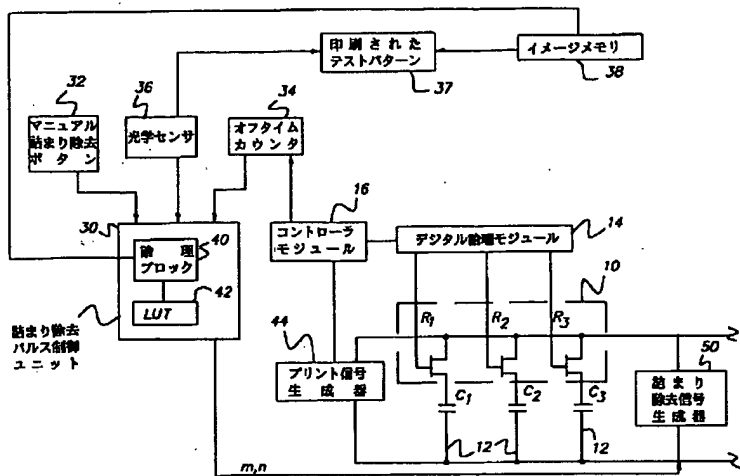 印刷された
テストパターン
37
イメージメモリ
38
32
マニュアル
詰まり除去
ボタン
36
光学センサ
34
オフタイム
カウンタ
30
論理
ブロック
40
LUT
42
詰まり除去
パルス制御
ユニット
16
コントローラ
モジュール
デジタル論理モジュール
14
10
R1
R2
R3
44
プリント信号
生成器
C1
C2
C3
12
12
50
詰まり
除去信号
生成器
m,n